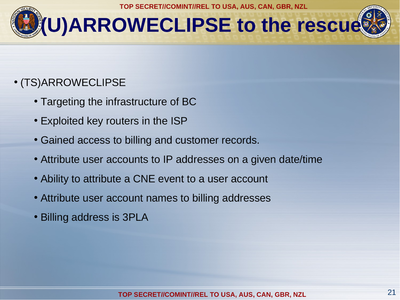 TOP SECRET//COMINT//REL TO USA, AUS, CAN, GBR, NZL
(U)ARROWECLIPSE to the rescue
• (TS)ARROWECLIPSE
• Targeting the infrastructure of BC
• Exploited key routers in the ISP
• Gained access to billing and customer records.
• Attribute user accounts to IP addresses on a given date/time
• Ability to attribute a CNE event to a user account
• Attribute user account names to billing addresses
• Billing address is 3PLA
TOP SECRET//COMINT//REL TO USA, AUS, CAN, GBR, NZL
21